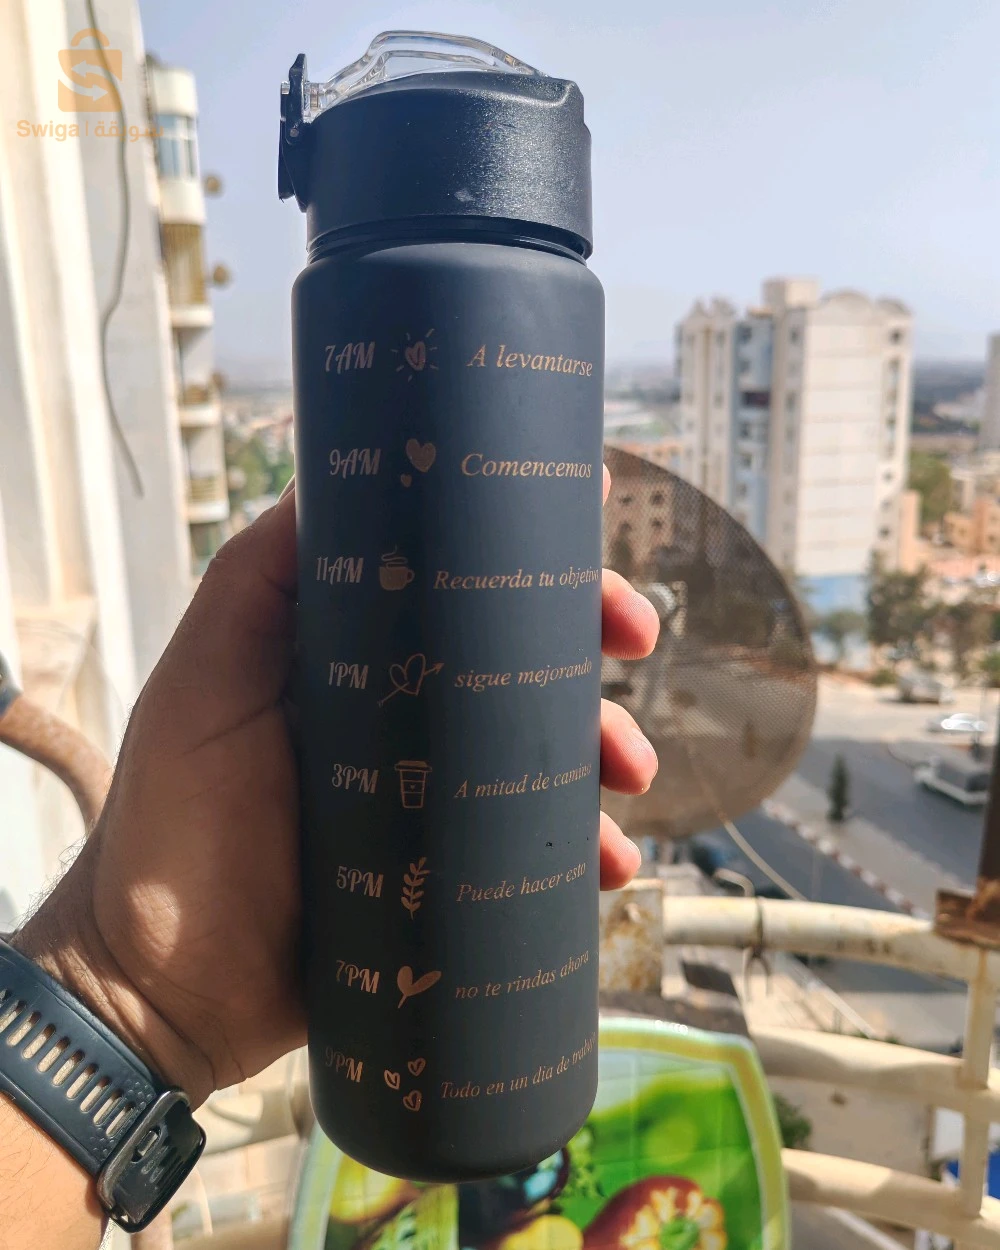 Swiga | سويقة
7AM A levantarse
9AM Comencemos
11AM Recuerda tu objetivo
1PM sigue mejorando
3PM A mitad de camino
5PM Puede hacer esto
7PM no te rindas ahora
9PM Todo en un dia de trabajo